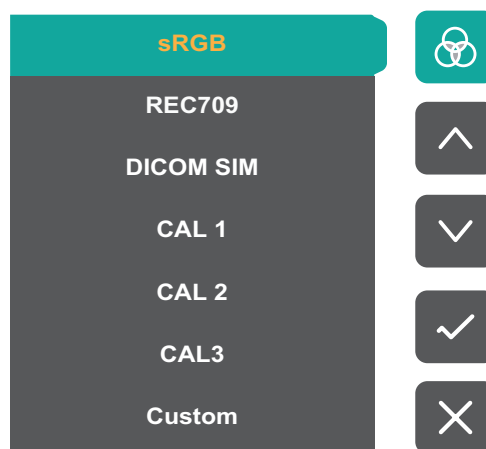 sRGB
REC709
DICOM SIM
CAL 1
CAL 2
CAL3
Custom